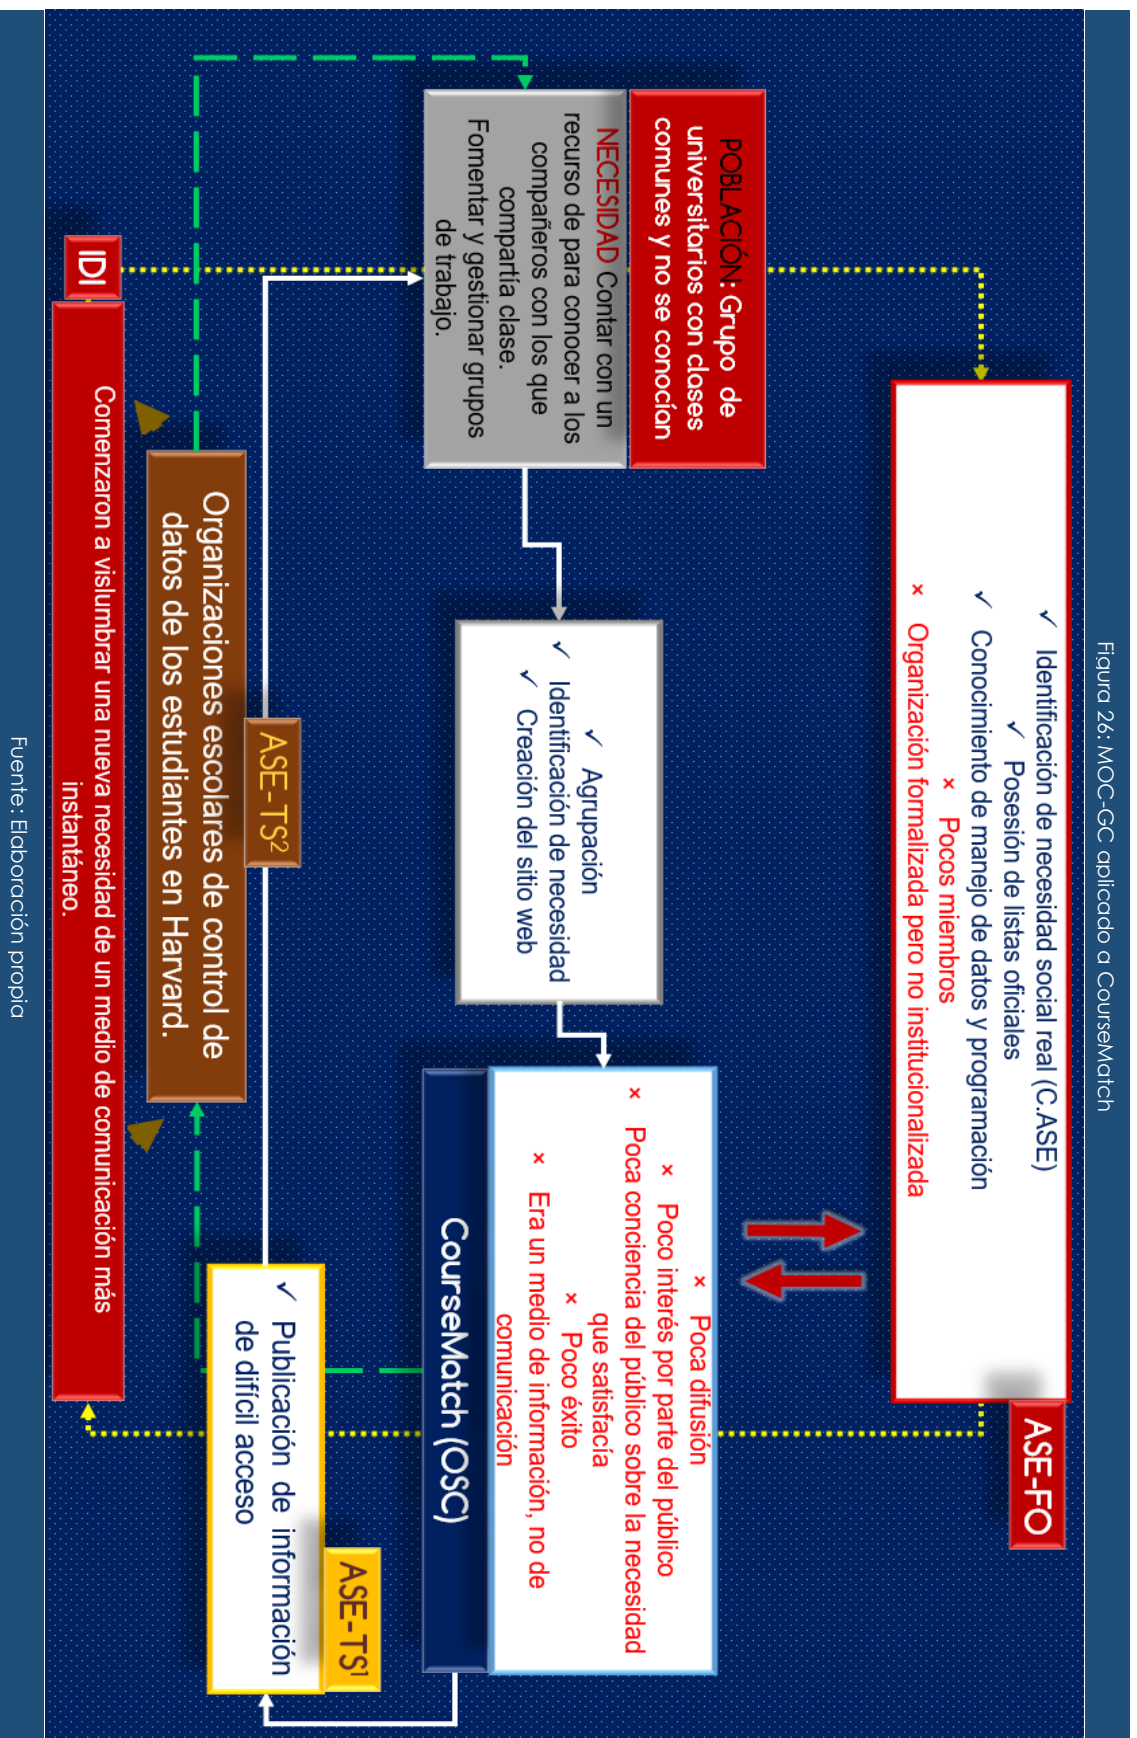 Figura 26: MOC-GC aplicado a CourseMatch
ASE-FO
✓ Identificación de necesidad social real (C.ASE)
✓ Posesión de listas oficiales
✓ Conocimiento de manejo de datos y programación
× Pocos miembros
× Organización formalizada pero no institucionalizada
POBLACIÓN: Grupo de
universitarios con clases
comunes y no se conocían
NECESIDAD Contar con un
recurso de para conocer a los
compañeros con los que
compartía clase.
Fomentar y gestionar grupos
de trabajo.
✓ Agrupación
✓ Identificación de necesidad
✓ Creación del sitio web
× Poca difusión
× Poco interés por parte del público
× Poca conciencia del público sobre la necesidad
que satisfacía
× Poco éxito
× Era un medio de información, no de
comunicación
CourseMatch (OSC)
ASE-TS1
✓ Publicación de información
de difícil acceso
ASE-TS2
Organizaciones escolares de control de
datos de los estudiantes en Harvard.
IDI
Comenzaron a vislumbrar una nueva necesidad de un medio de comunicación más
instantáneo.
Fuente: Elaboración propia